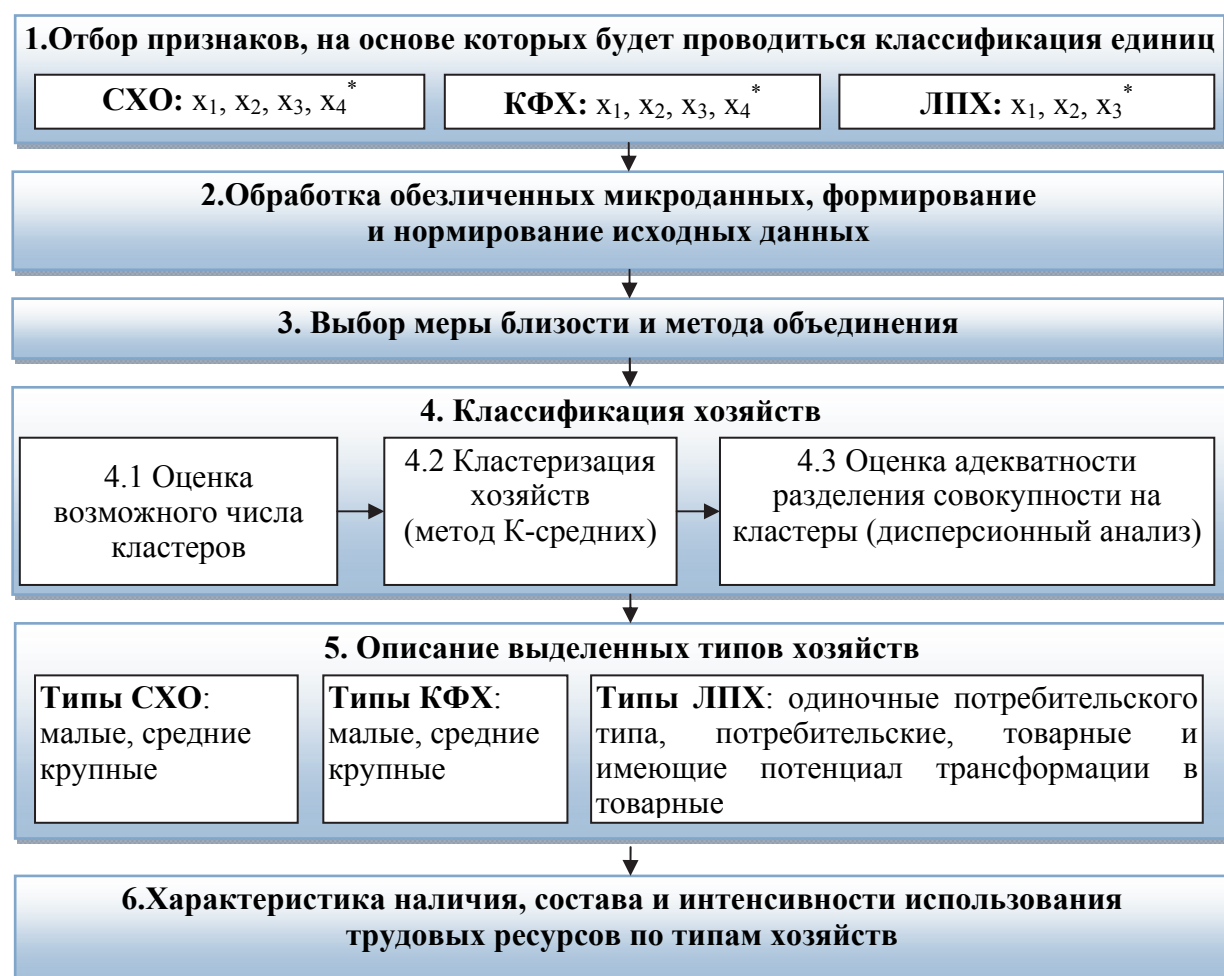 1.Отбор признаков, на основе которых будет проводиться классификация единиц
СХО: x₁, x₂, x₃, x₄*
КФХ: x₁, x₂, x₃, x₄*
ЛПХ: x₁, x₂, x₃*
2.Обработка обезличенных микроданных, формирование
и нормирование исходных данных
3. Выбор меры близости и метода объединения
4. Классификация хозяйств
4.1 Оценка
возможного числа
кластеров
4.2 Кластеризация
хозяйств
(метод К-средних)
4.3 Оценка адекватности
разделения совокупности на
кластеры (дисперсионный анализ)
5. Описание выделенных типов хозяйств
Типы СХО:
малые, средние
крупные
Типы КФХ:
малые, средние
крупные
Типы ЛПХ: одиночные потребительского
типа, потребительские, товарные и
имеющие потенциал трансформации в
товарные
6.Характеристика наличия, состава и интенсивности использования
трудовых ресурсов по типам хозяйств